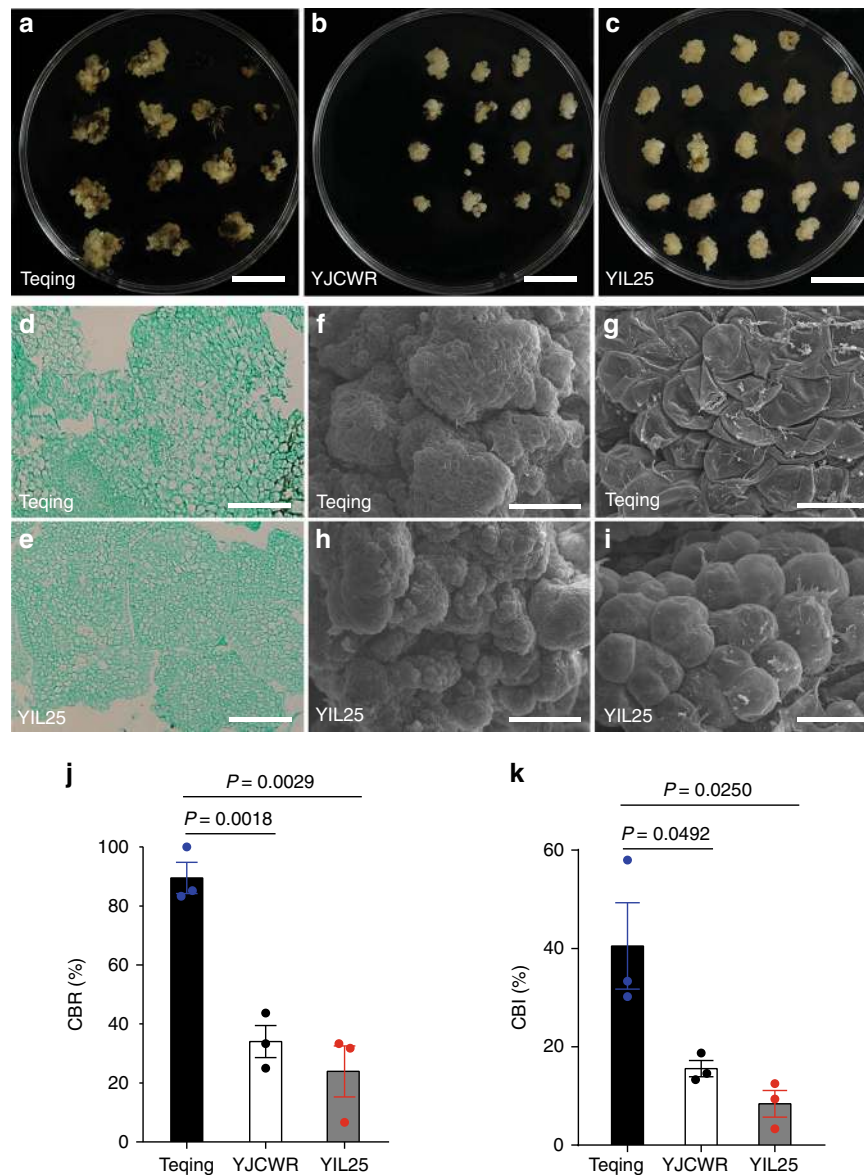 a
b
c
Teqing
YJCWR
YIL25
d
f
g
Teqing
Teqing
Teqing
e
h
i
YIL25
YIL25
YIL25
j
P = 0.0029
P = 0.0018
100
80
60
40
20
0
CBR (%)
Teqing
YJCWR
YIL25
k
P = 0.0250
P = 0.0492
60
40
20
0
CBI (%)
Teqing
YJCWR
YIL25